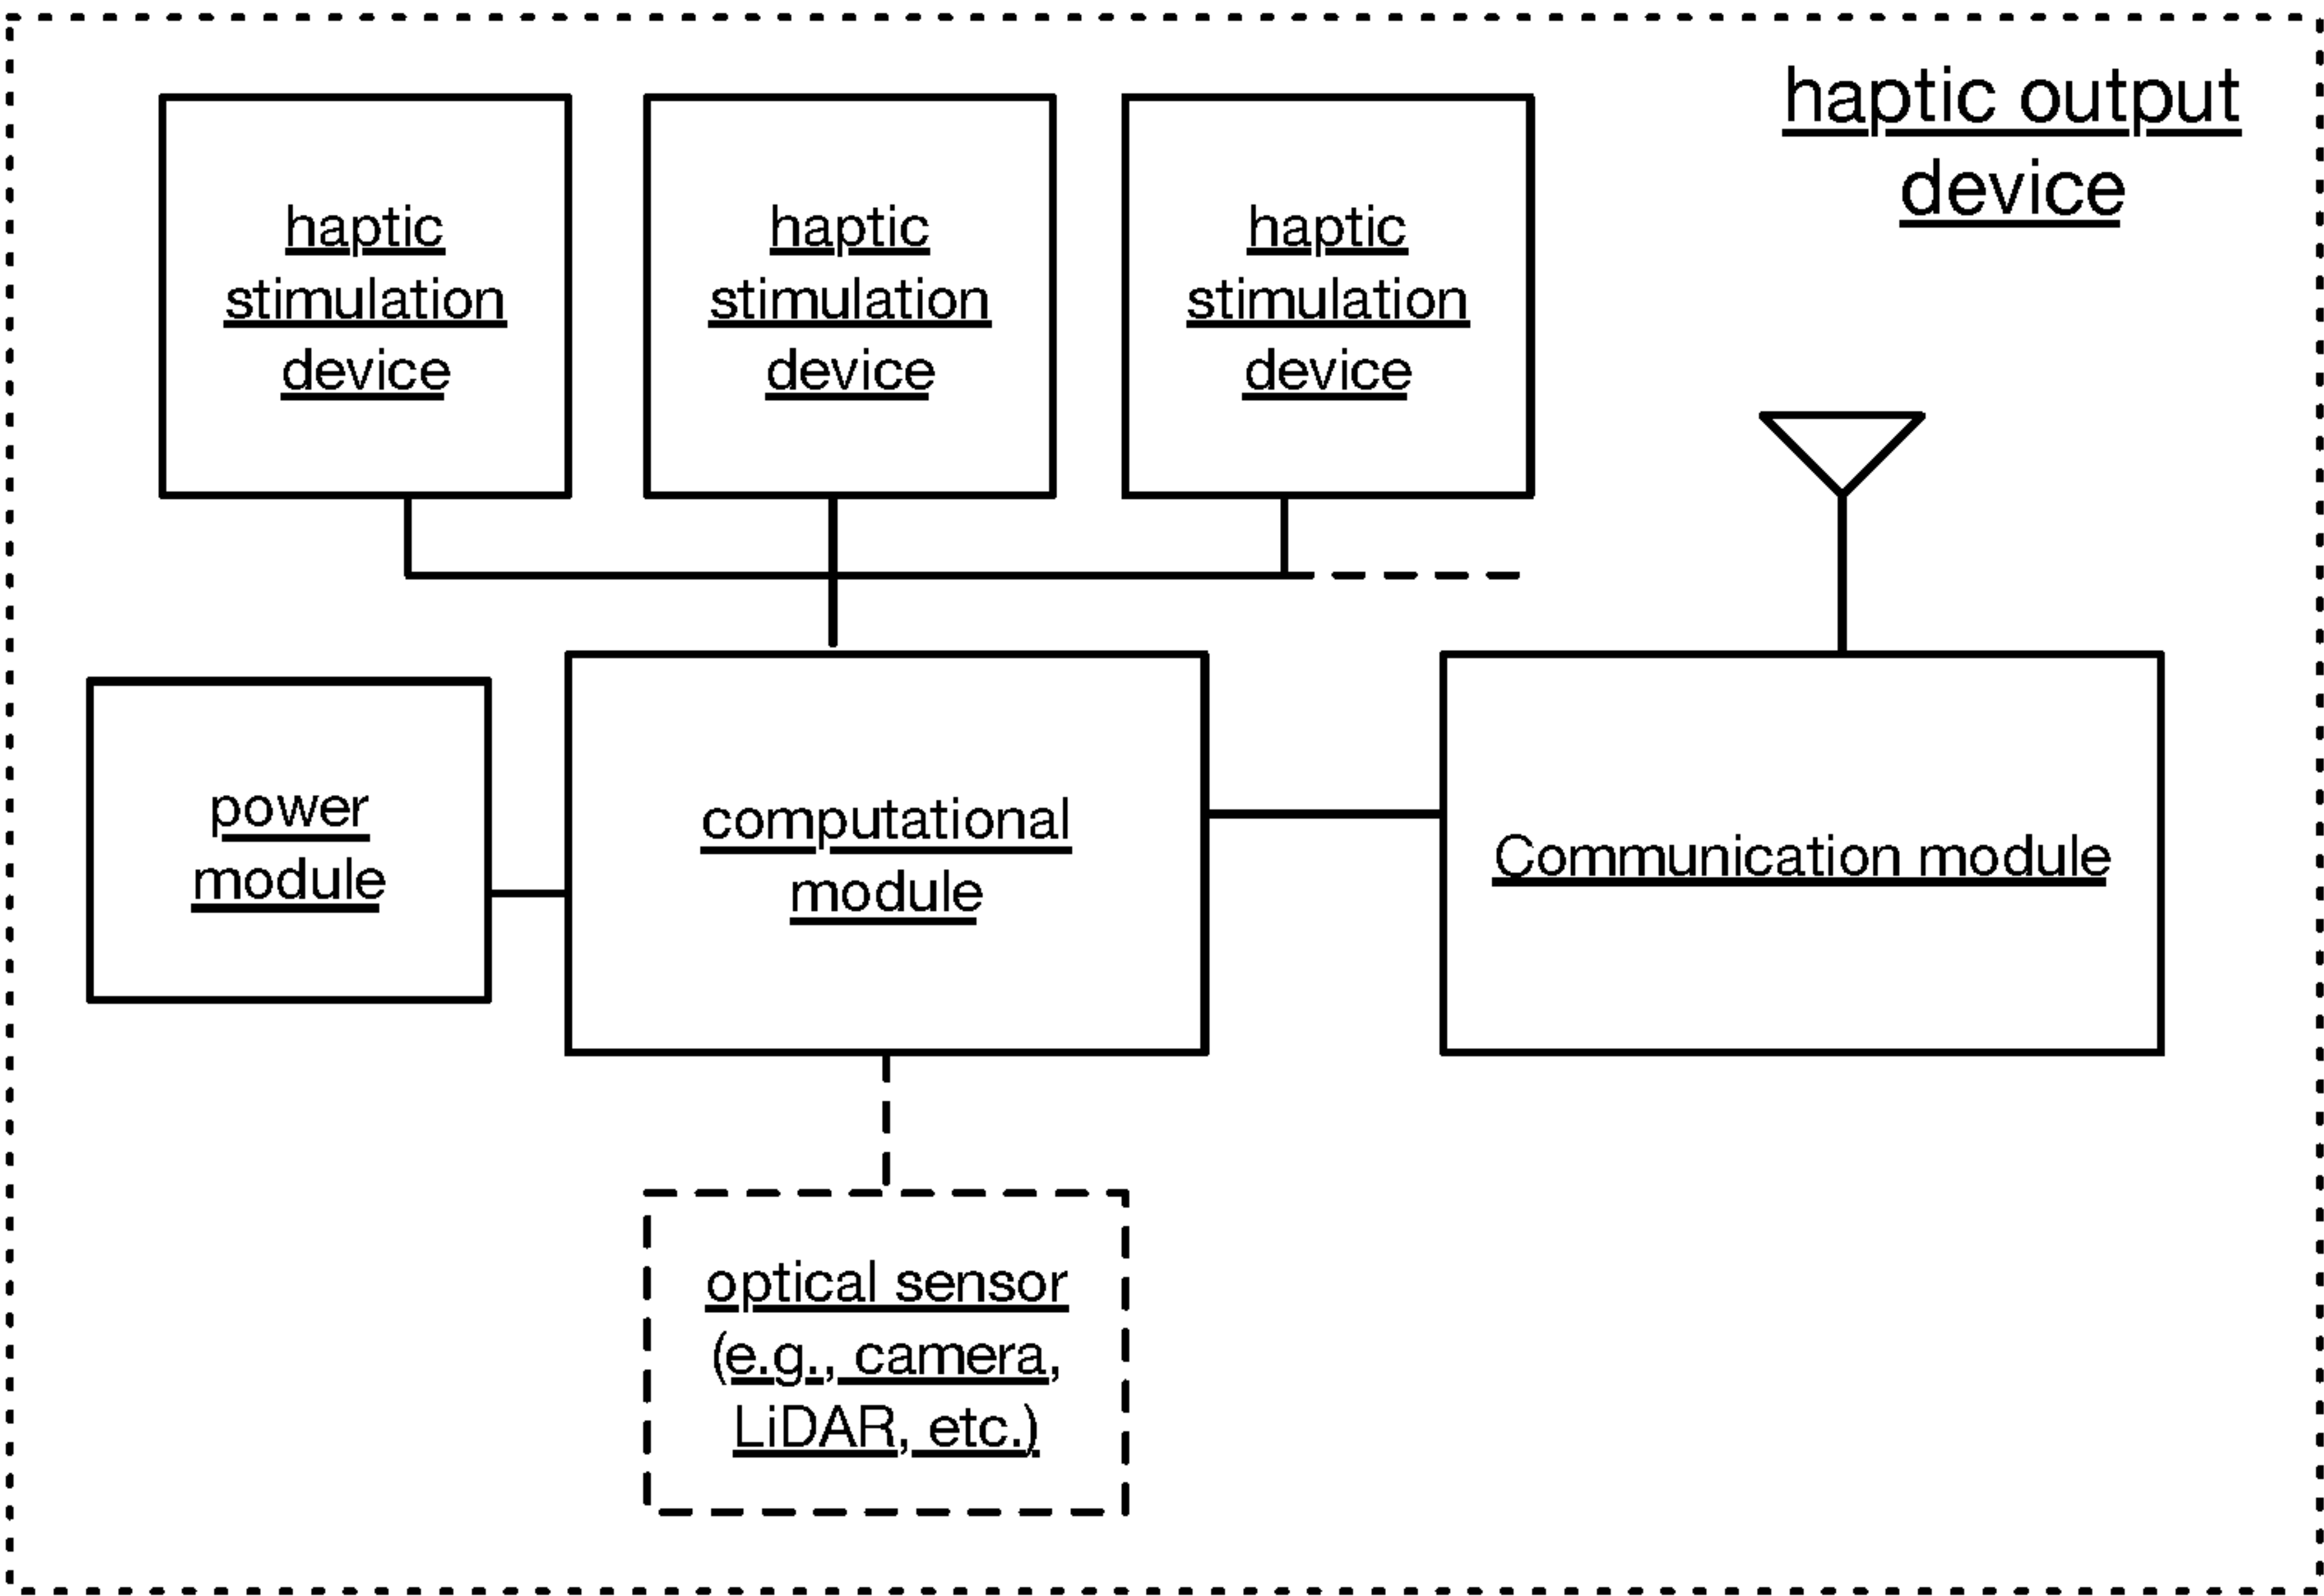 haptic output
device
haptic
stimulation
device
haptic
stimulation
device
haptic
stimulation
device
power
module
computational
module
Communication module
optical sensor
(e.g., camera,
LiDAR, etc.)